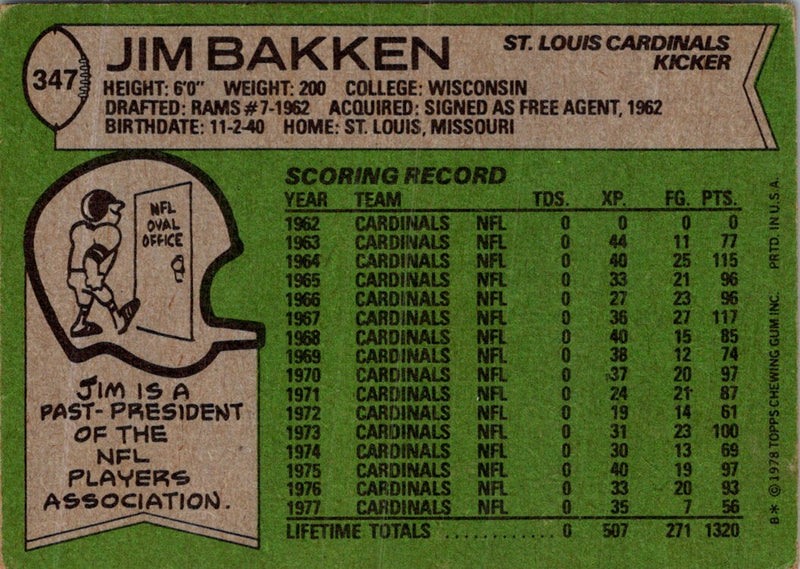 347
JIM BAKKEN
ST. LOUIS CARDINALS
KICKER
HEIGHT: 6'0" WEIGHT: 200 COLLEGE: WISCONSIN
DRAFTED: RAMS #7-1962 ACQUIRED: SIGNED AS FREE AGENT, 1962
BIRTHDATE: 11-2-40 HOME: ST. LOUIS, MISSOURI
NFL
OVAL
OFFICE
JIM IS A
PAST-PRESIDENT
OF THE
NFL
PLAYERS
ASSOCIATION.
SCORING RECORD
YEAR TEAM TDS. XP. FG. PTS.
1962 CARDINALS NFL 0 0 0 0
1963 CARDINALS NFL 0 44 11 77
1964 CARDINALS NFL 0 40 25 115
1965 CARDINALS NFL 0 33 21 96
1966 CARDINALS NFL 0 27 23 96
1967 CARDINALS NFL 0 36 27 117
1968 CARDINALS NFL 0 40 15 85
1969 CARDINALS NFL 0 38 12 74
1970 CARDINALS NFL 0 37 20 97
1971 CARDINALS NFL 0 24 21 87
1972 CARDINALS NFL 0 19 14 61
1973 CARDINALS NFL 0 31 23 100
1974 CARDINALS NFL 0 30 13 69
1975 CARDINALS NFL 0 40 19 97
1976 CARDINALS NFL 0 33 20 93
1977 CARDINALS NFL 0 35 7 56
LIFETIME TOTALS ............ 0 507 271 1320
B* © 1978 TOPPS CHEWING GUM INC. PRTD. IN U.S.A.